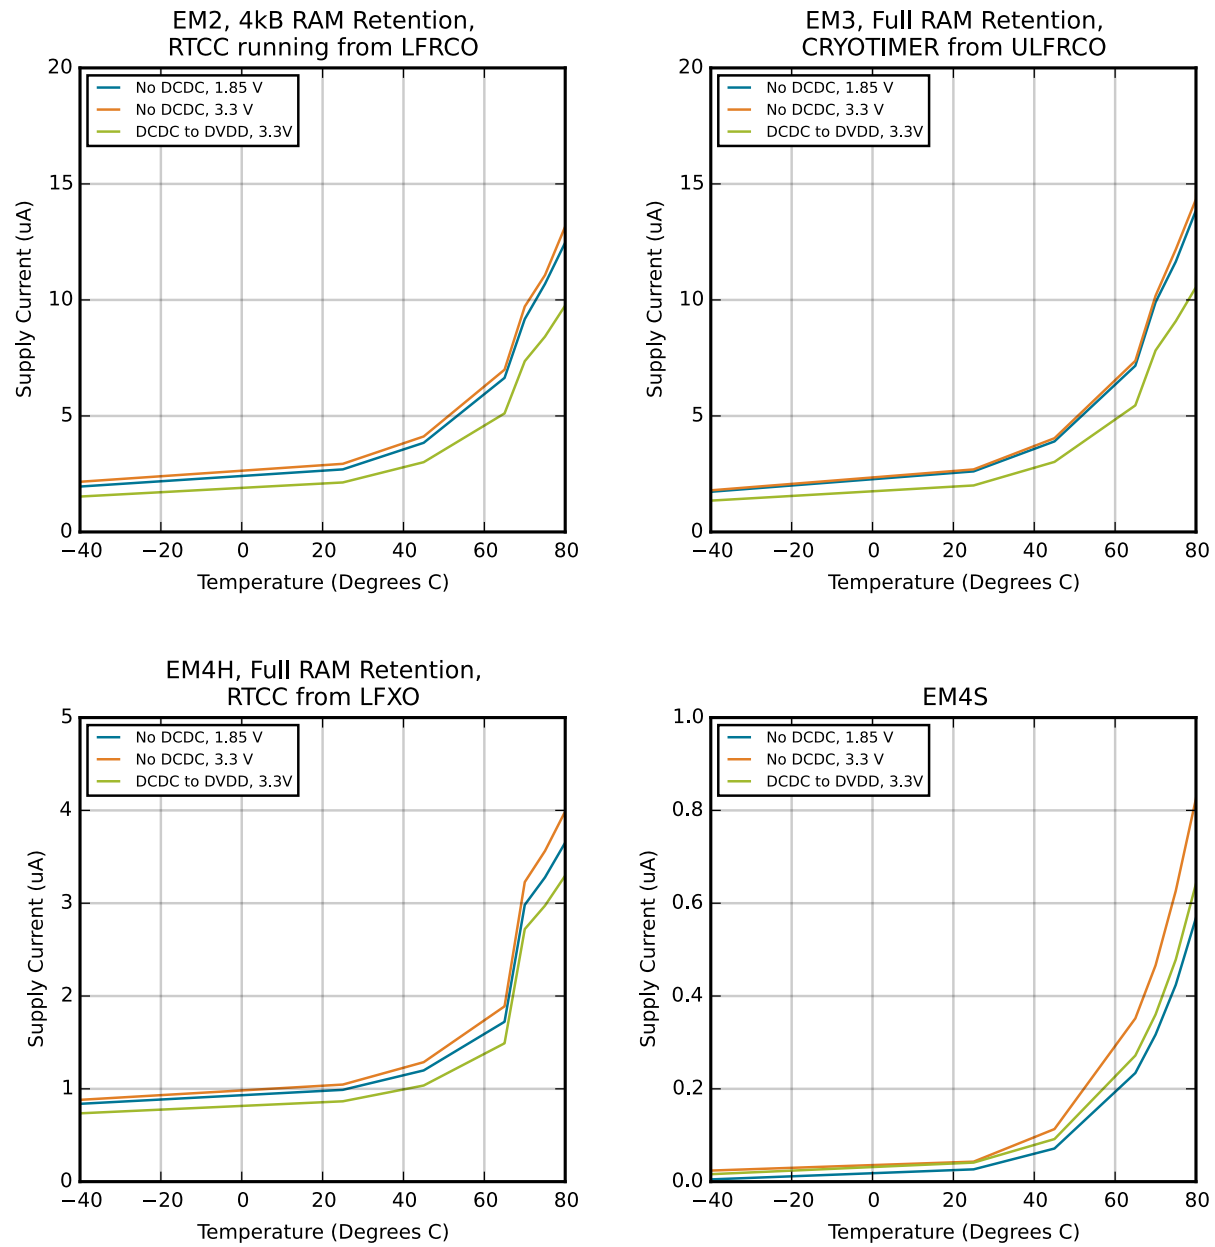 EM2, 4kB RAM Retention,
RTCC running from LFRCO
20
15
10
5
0
Supply Current (uA)
No DCDC, 1.85 V
No DCDC, 3.3 V
DCDC to DVDD, 3.3V
−40 −20 0 20 40 60 80
Temperature (Degrees C)
EM3, Full RAM Retention,
CRYOTIMER from ULFRCO
20
15
10
5
0
Supply Current (uA)
No DCDC, 1.85 V
No DCDC, 3.3 V
DCDC to DVDD, 3.3V
−40 −20 0 20 40 60 80
Temperature (Degrees C)
EM4H, Full RAM Retention,
RTCC from LFXO
5
4
3
2
1
0
Supply Current (uA)
No DCDC, 1.85 V
No DCDC, 3.3 V
DCDC to DVDD, 3.3V
−40 −20 0 20 40 60 80
Temperature (Degrees C)
EM4S
1.0
0.8
0.6
0.4
0.2
0.0
Supply Current (uA)
No DCDC, 1.85 V
No DCDC, 3.3 V
DCDC to DVDD, 3.3V
−40 −20 0 20 40 60 80
Temperature (Degrees C)